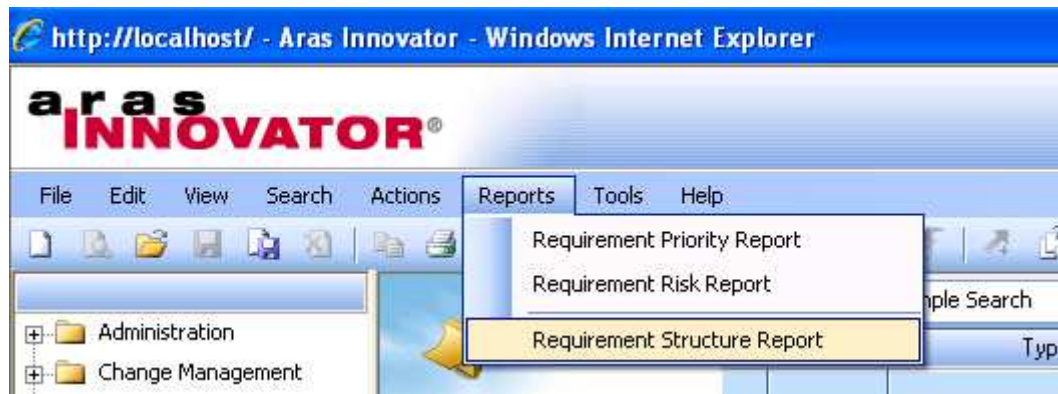 http://localhost/ - Aras Innovator - Windows Internet Explorer
aras
INNOVATOR®
File Edit View Search Actions Reports Tools Help
Requirement Priority Report
Requirement Risk Report
Search
Administration
Requirement Structure Report
Change Management